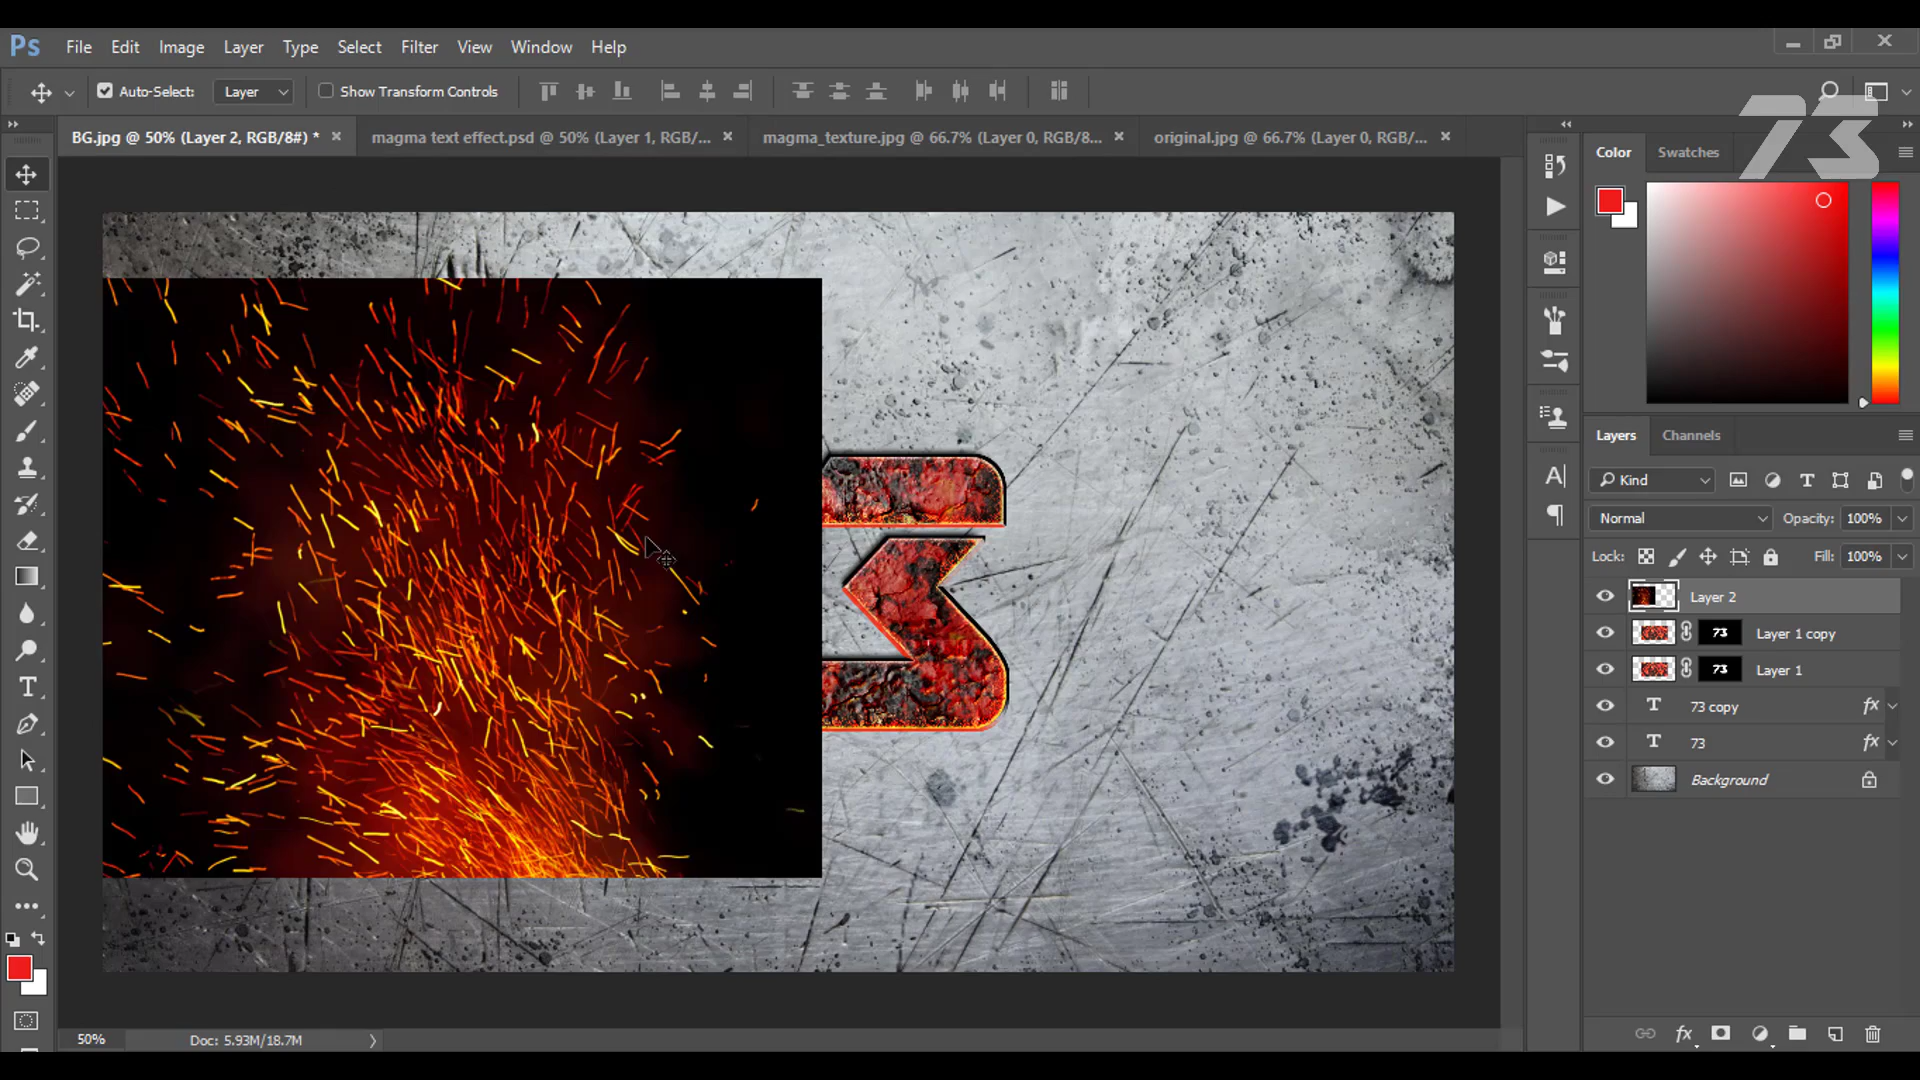 Ps File Edit Image Layer Type Select Filter View Window Help
Auto-Select: Layer Show Transform Controls
73
BG.jpg @ 50% (Layer 2, RGB/8#) * magma text effect.psd @ 50% (Layer 1, RGB/... magma_texture.jpg @ 66.7% (Layer 0, RGB/8... original.jpg @ 66.7% (Layer 0, RGB/...
Color Swatches
Layers Channels
Kind
Normal Opacity: 100%
Lock: Fill: 100%
Layer 2
73 Layer 1 copy
73 Layer 1
T 73 copy fx
T 73 fx
Background
3
50% Doc: 5.93M/18.7M
fx